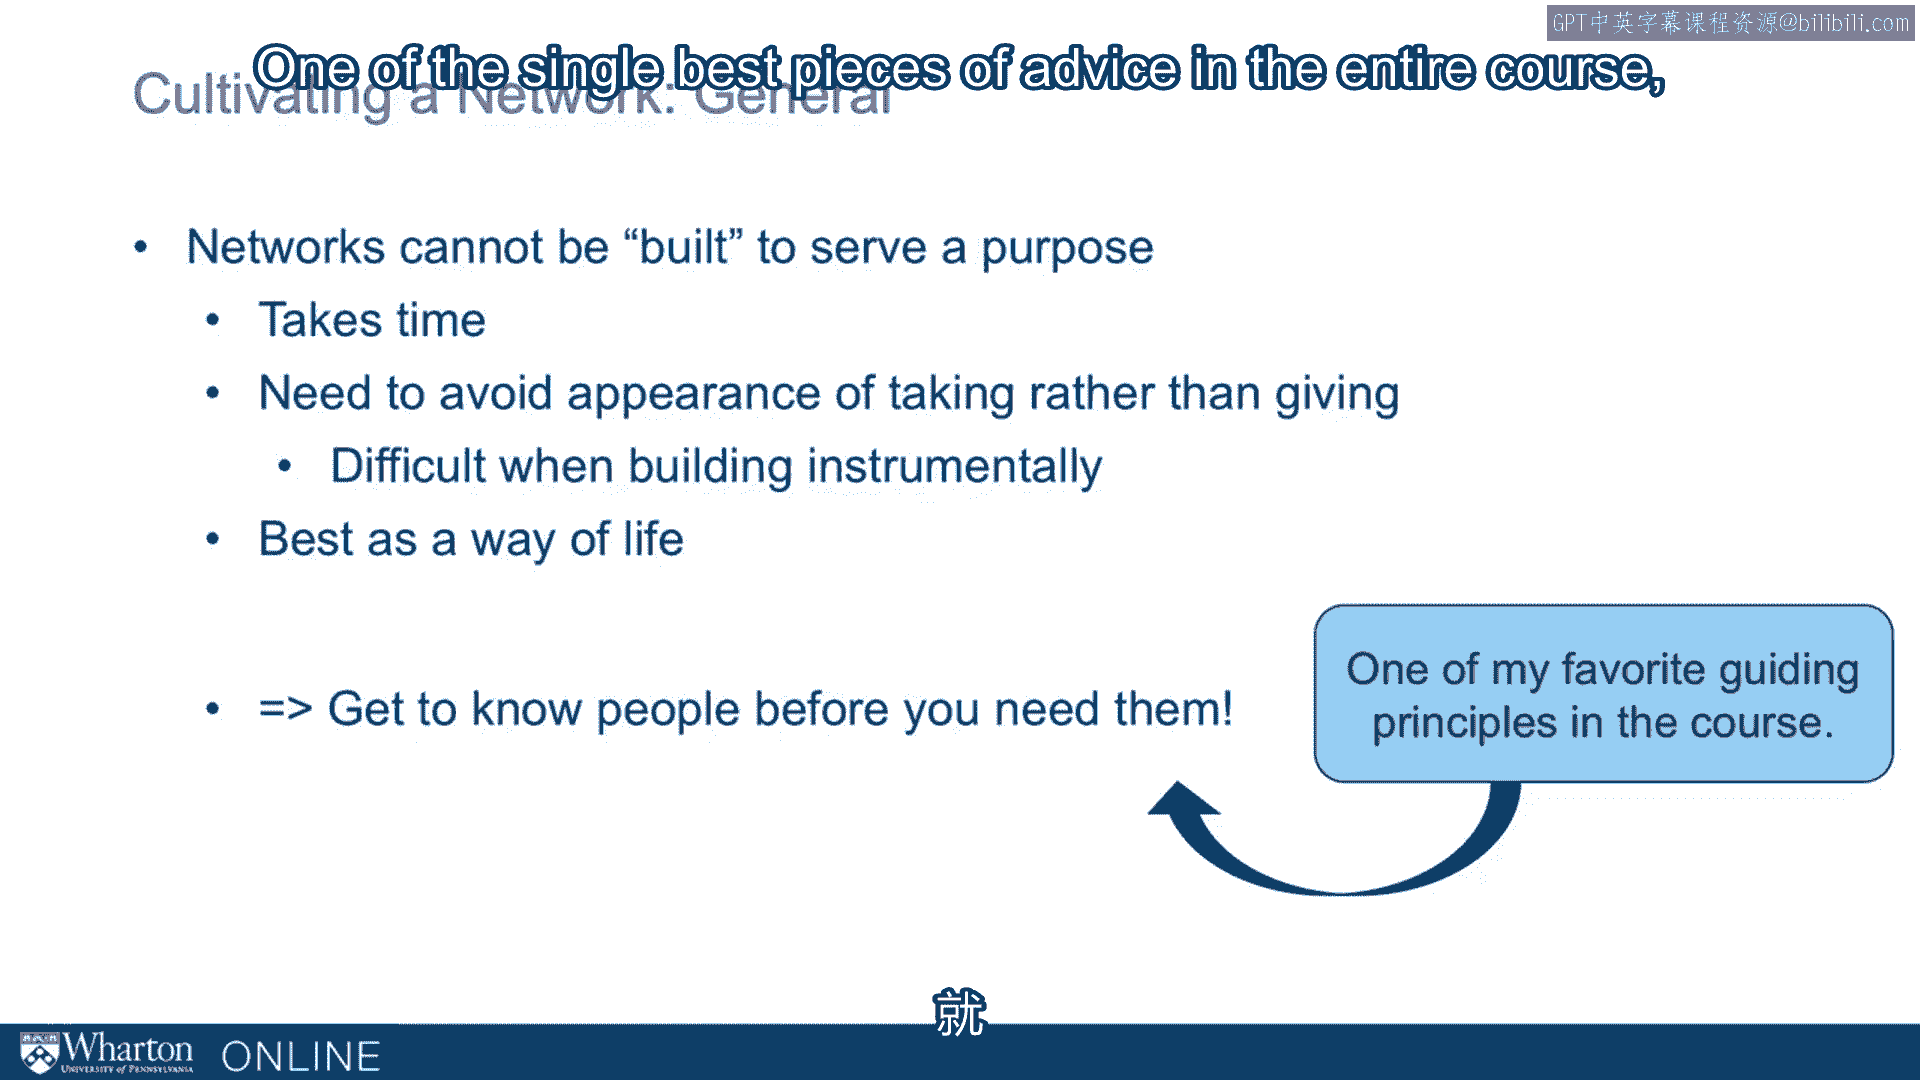 GPT中英字幕课程资源@bilibili.com
One of the single best pieces of advice in the entire course,
Cultivating a Network: General
• Networks cannot be “built” to serve a purpose
• Takes time
• Need to avoid appearance of taking rather than giving
• Difficult when building instrumentally
• Best as a way of life
• => Get to know people before you need them!
One of my favorite guiding
principles in the course.
就
Wharton
UNIVERSITY of PENNSYLVANIA
ONLINE